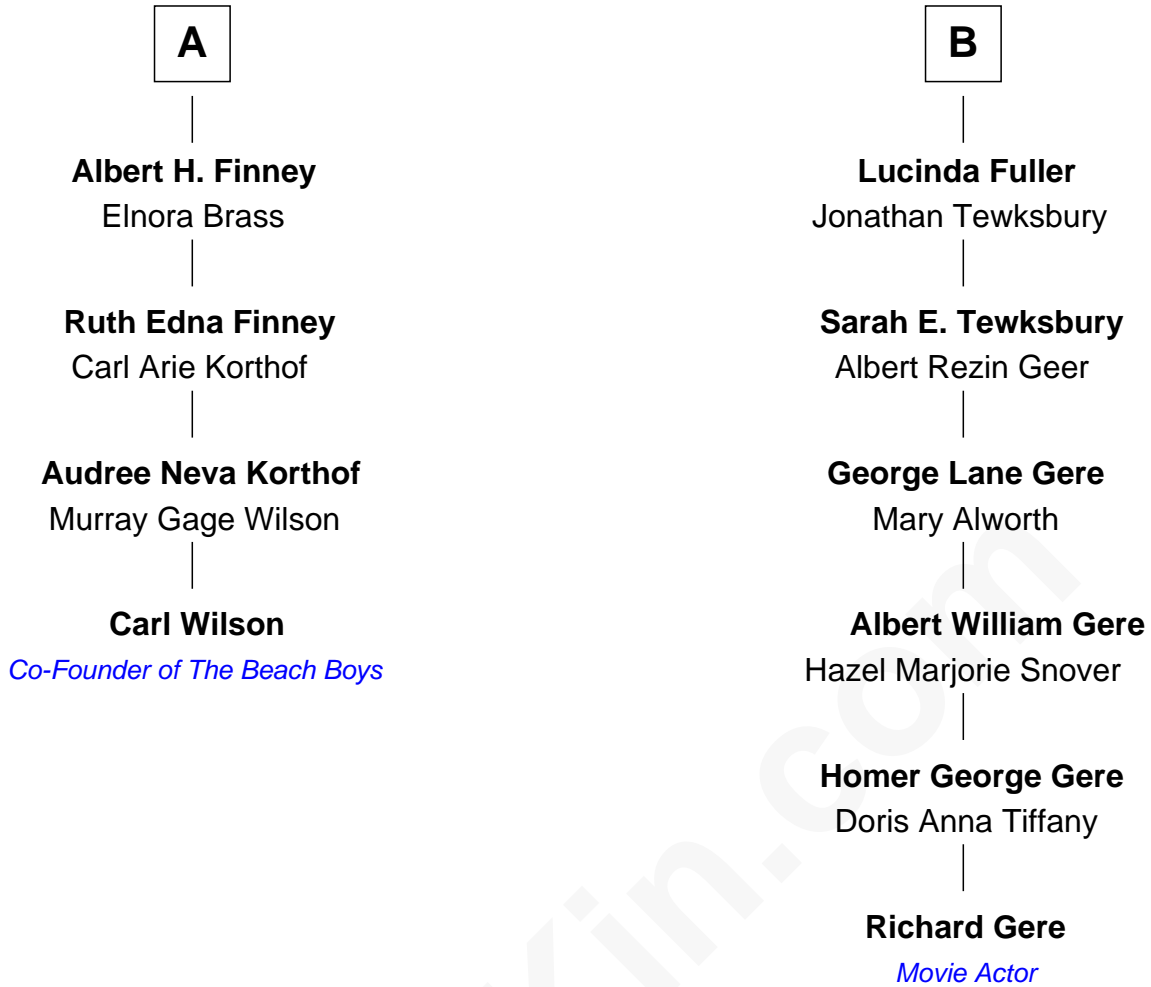 A
Albert H. Finney
Elnora Brass
Ruth Edna Finney
Carl Arie Korthof
Audree Neva Korthof
Murray Gage Wilson
Carl Wilson
Co-Founder of The Beach Boys
B
Lucinda Fuller
Jonathan Tewksbury
Sarah E. Tewksbury
Albert Rezin Geer
George Lane Gere
Mary Alworth
Albert William Gere
Hazel Marjorie Snover
Homer George Gere
Doris Anna Tiffany
Richard Gere
Movie Actor
Kin.com